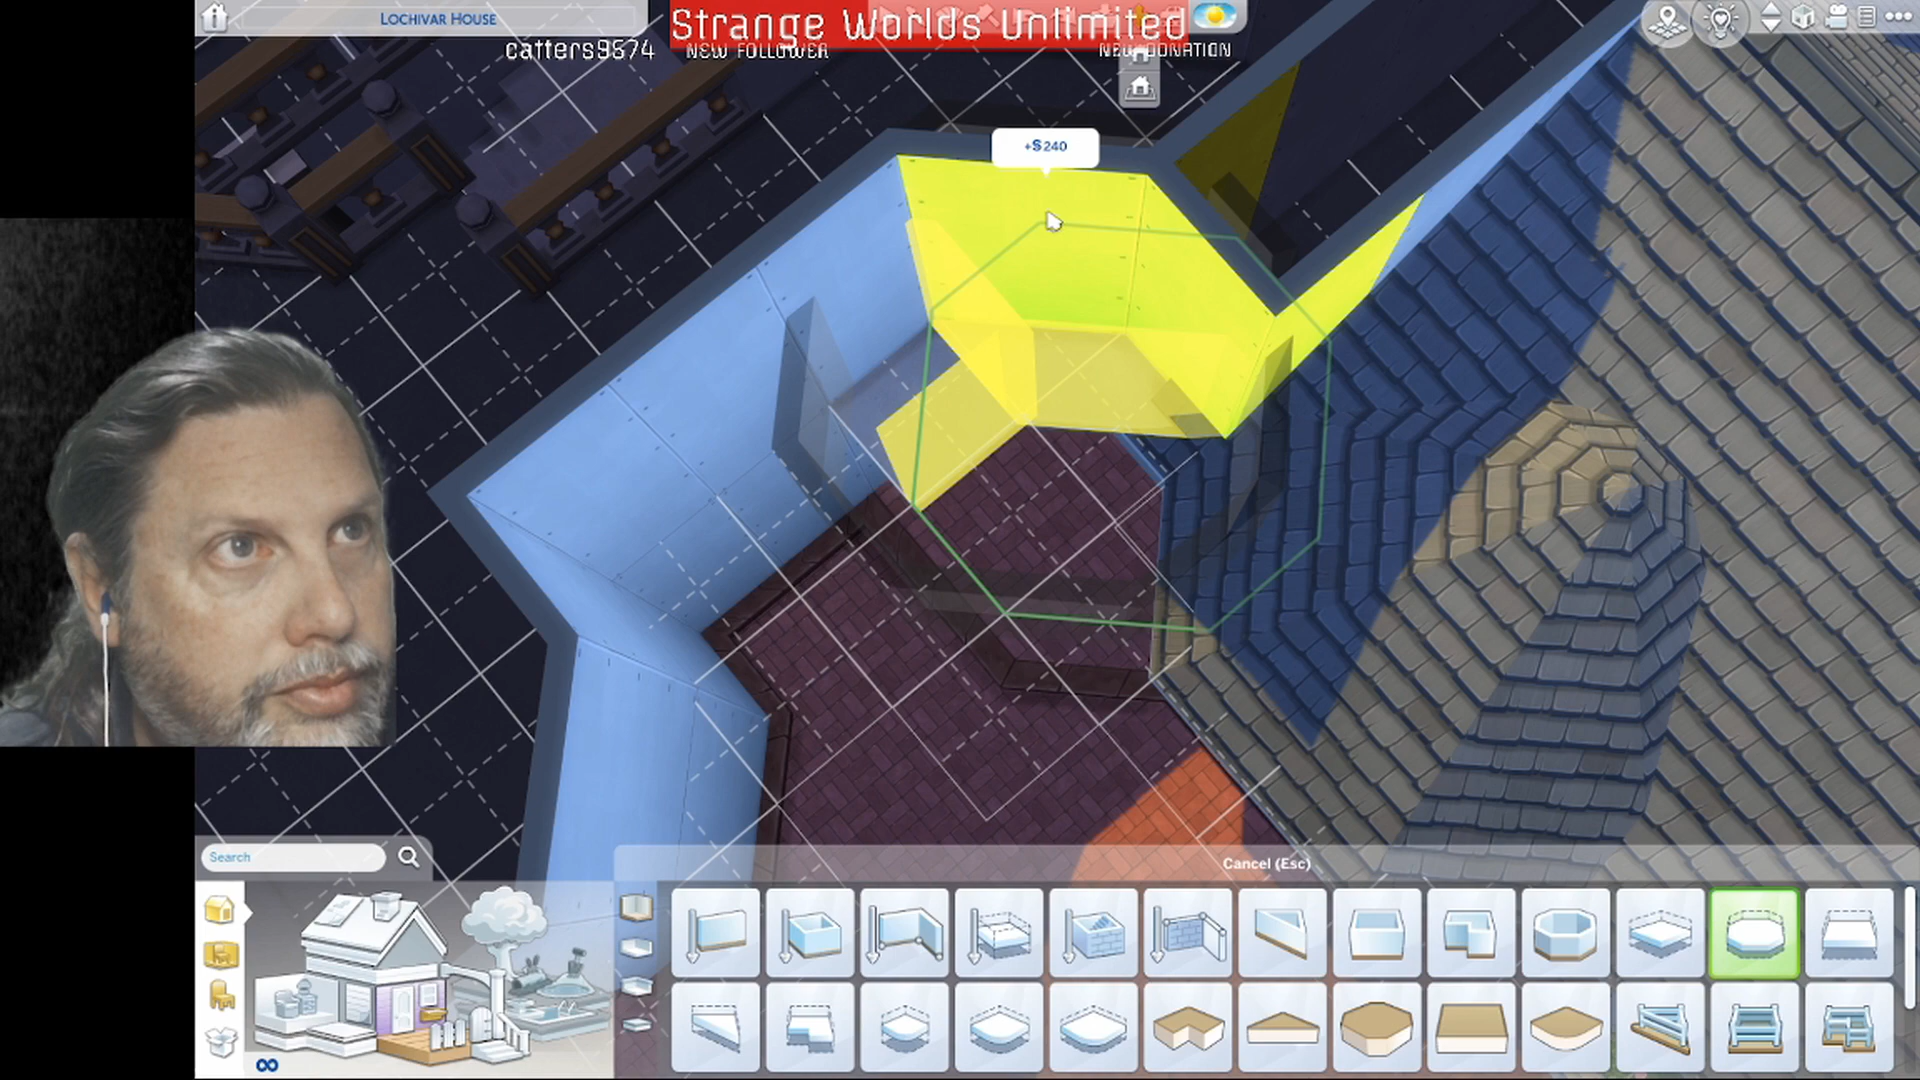 Lochivar House
Strange Worlds Unlimited
catters9574
NEW FOLLOWER
NEW DONATION
+§240
Search
Cancel (Esc)